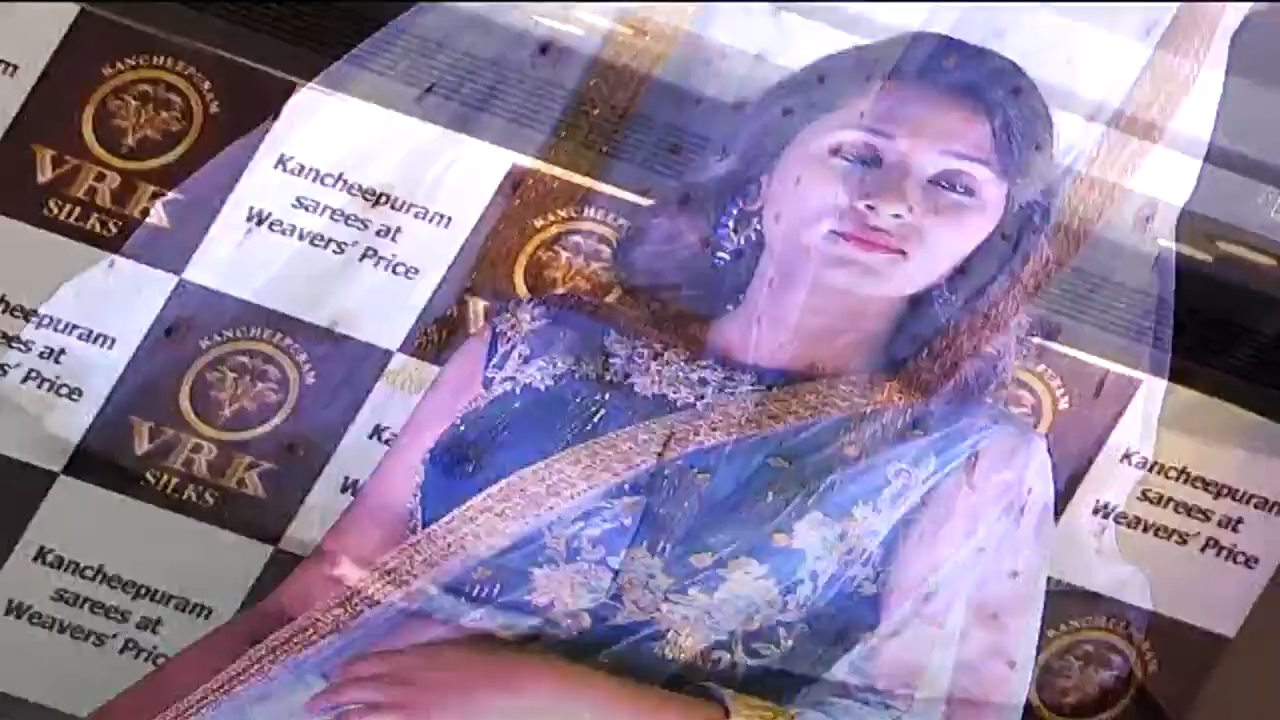 KANCHEEPURAM
VRK
SILKS
Kancheepuram
sarees at
Weavers' Price
KANCHEEPURAM
VRK
SILKS
Kancheepuram
sarees at
Weavers' Price
Kancheepuram
sarees at
Weavers' Price
KANCHEEPURAM